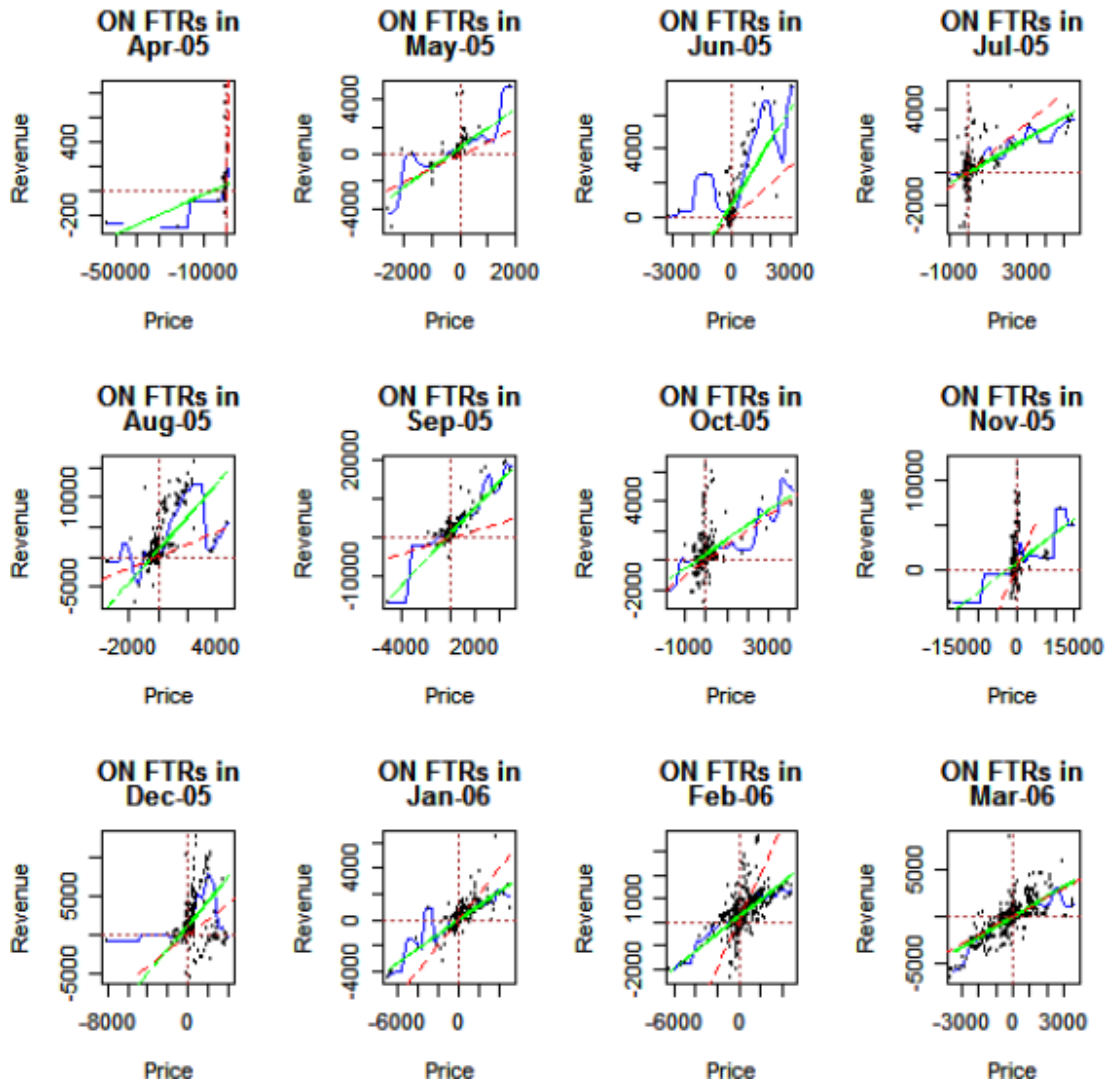 ON FTRs in
Apr-05
Revenue
400
-200
-50000 -10000
Price
ON FTRs in
May-05
Revenue
4000
0
-4000
-2000 0 2000
Price
ON FTRs in
Jun-05
Revenue
4000
0
-3000 0 3000
Price
ON FTRs in
Jul-05
Revenue
4000
-2000
-1000 3000
Price
ON FTRs in
Aug-05
Revenue
10000
-5000
-2000 4000
Price
ON FTRs in
Sep-05
Revenue
20000
-10000
-4000 2000
Price
ON FTRs in
Oct-05
Revenue
4000
-2000
-1000 3000
Price
ON FTRs in
Nov-05
Revenue
10000
0
-15000 0 15000
Price
ON FTRs in
Dec-05
Revenue
5000
-5000
-8000 0
Price
ON FTRs in
Jan-06
Revenue
4000
0
-4000
-6000 0
Price
ON FTRs in
Feb-06
Revenue
1000
-2000
-6000 0
Price
ON FTRs in
Mar-06
Revenue
5000
-5000
-3000 0 3000
Price